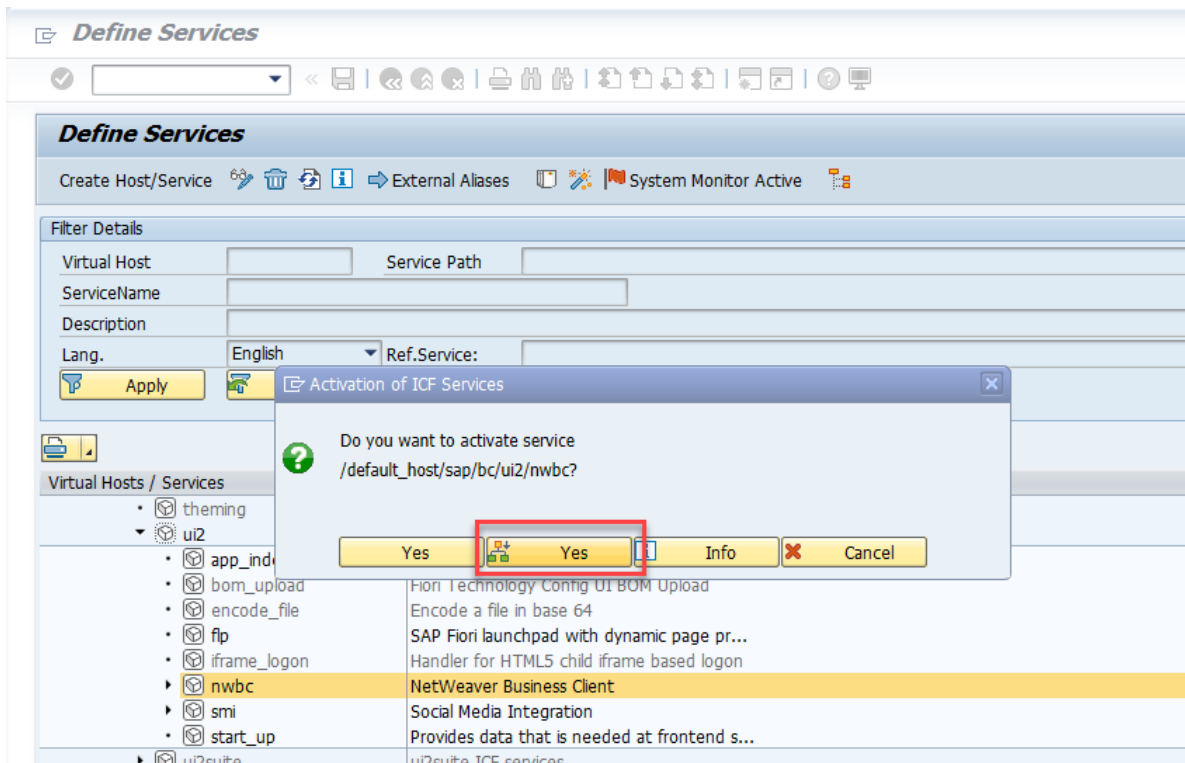 Define Services
Define Services
Create Host/Service External Aliases System Monitor Active
Filter Details
Virtual Host Service Path
ServiceName
Description
Lang. English Ref.Service:
Apply
Activation of ICF Services
Do you want to activate service
/default_host/sap/bc/ui2/nwbc?
Yes Yes Info Cancel
Virtual Hosts / Services
theming
ui2
app_inde
bom_upload Fiori Technology Config UI BOM Upload
encode_file Encode a file in base 64
flp SAP Fiori launchpad with dynamic page pr...
iframe_logon Handler for HTML5 child iframe based logon
nwbc NetWeaver Business Client
smi Social Media Integration
start_up Provides data that is needed at frontend s...
ui2suite ui2suite ICF services